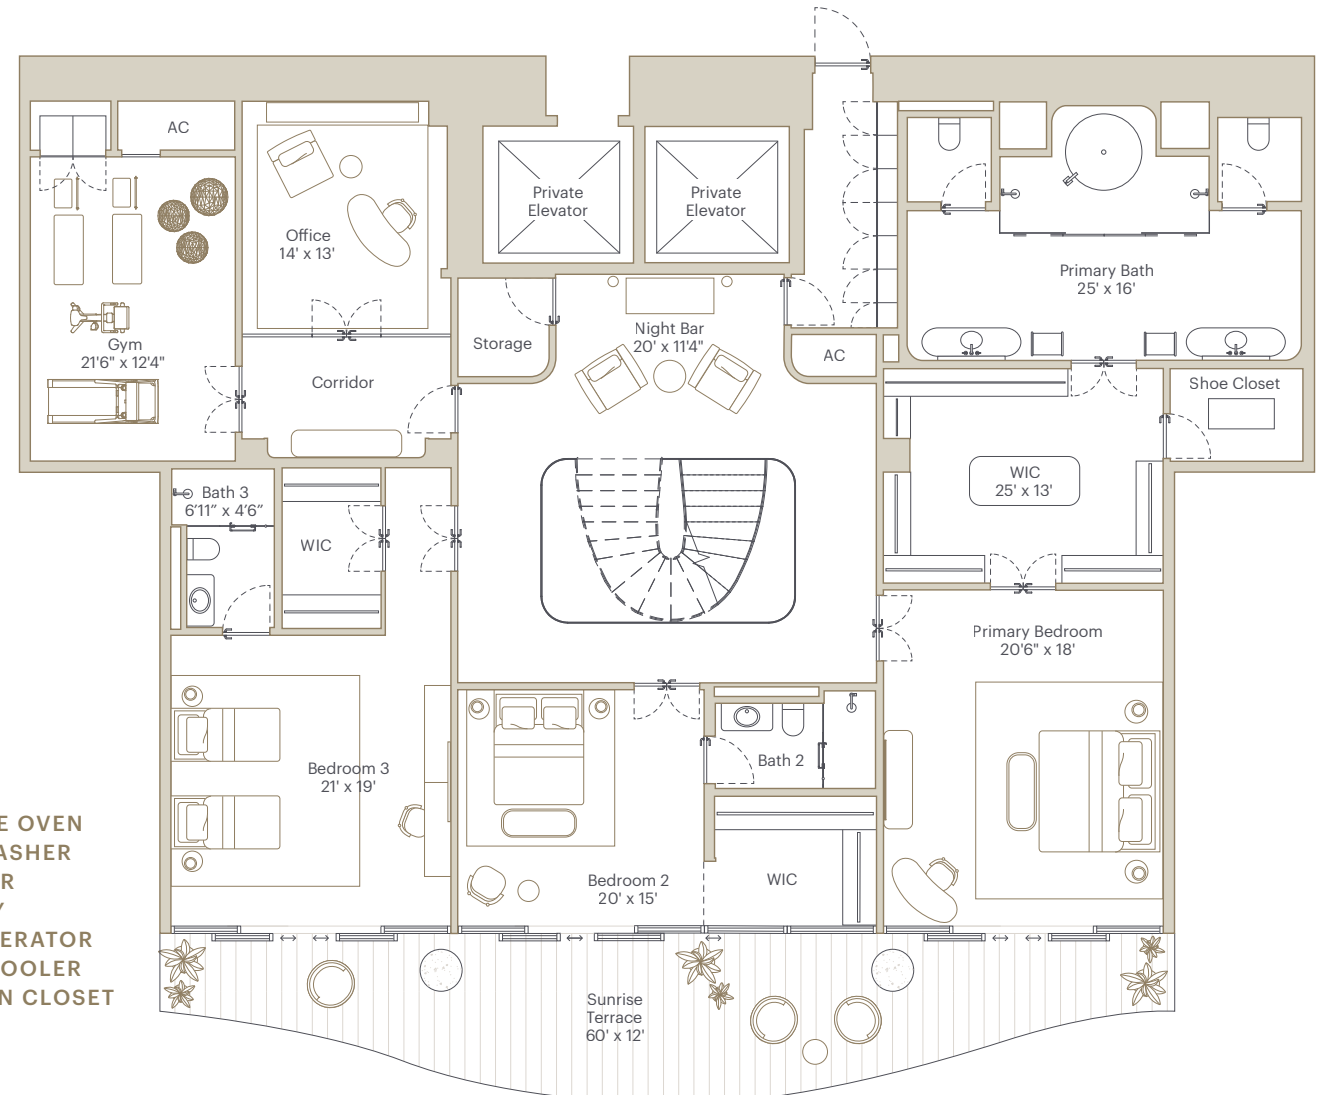 AC
Private
Elevator
Private
Elevator
Office
14' x 13'
Primary Bath
25' x 16'
Gym
21'6" x 12'4"
Storage
Night Bar
20' x 11'4"
AC
Corridor
Shoe Closet
WIC
25' x 13'
Bath 3
6'11" x 4'6"
WIC
Primary Bedroom
20'6" x 18'
Bath 2
Bedroom 3
21' x 19'
Bedroom 2
20' x 15'
WIC
E OVEN
ASHER
R
Y
ERATOR
OOLER
N CLOSET
Sunrise
Terrace
60' x 12'